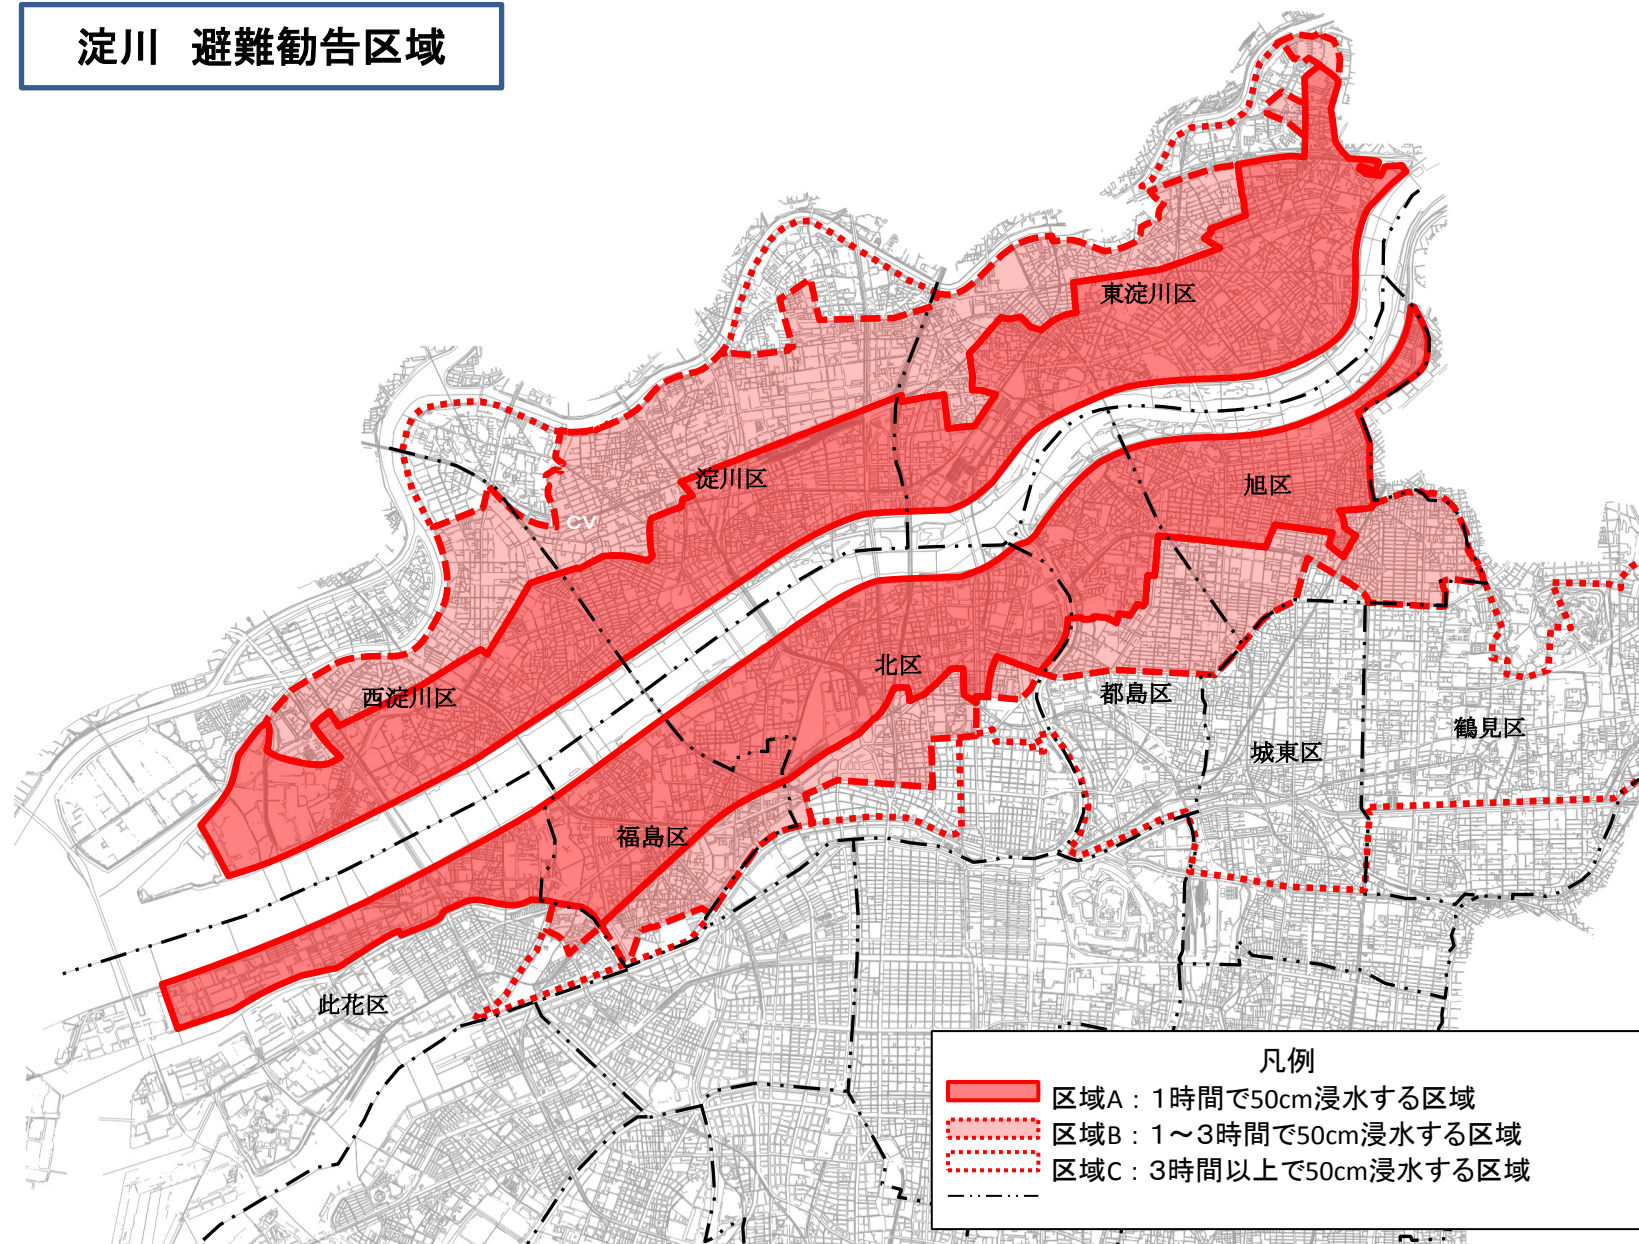 淀川　避難勧告区域
東淀川区
淀川区
旭区
CV
北区
西淀川区
都島区
鶴見区
城東区
福島区
此花区
凡例
区域A：１時間で50cm浸水する区域
区域B：１～３時間で50cm浸水する区域
区域C：３時間以上で50cm浸水する区域